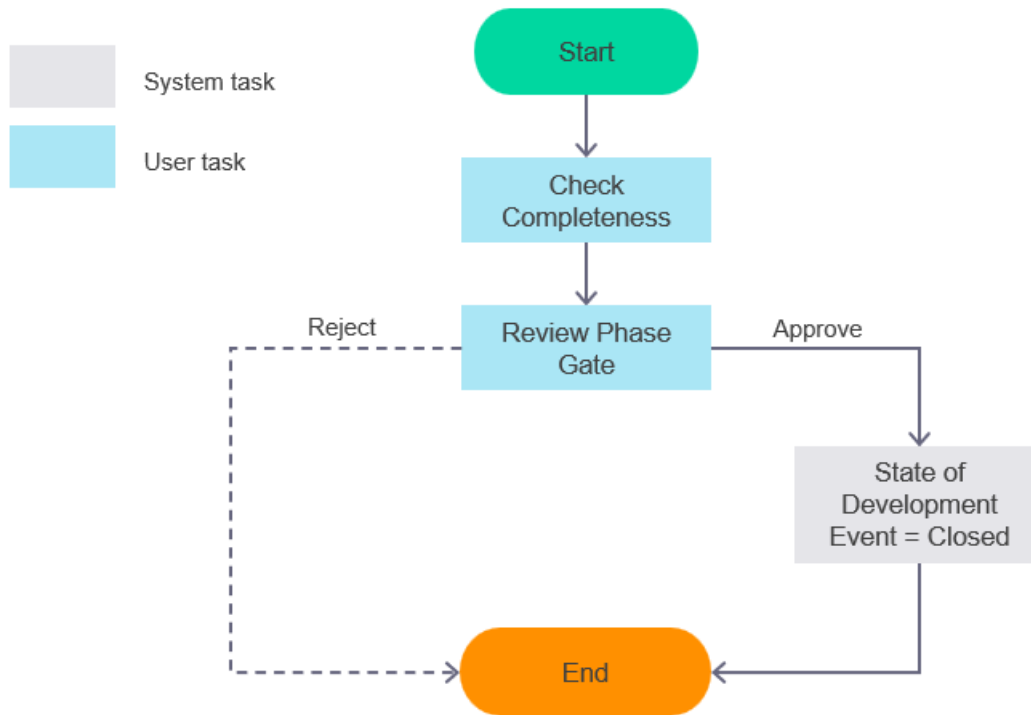 System task
User task
Start
Check
Completeness
Review Phase
Gate
Reject
Approve
State of
Development
Event = Closed
End